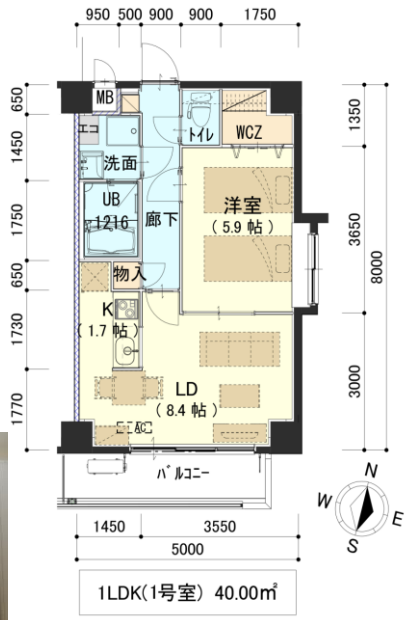 950 500 900 900 1750
650
1450
1750
650
1730
1770
1350
3650
3000
8000
MB
エコ
トイレ
WCZ
洗面
UB
1216
廊下
洋室
( 5.9 帖 )
物入
K
( 1.7 帖 )
LD
( 8.4 帖 )
AC
バルコニー
1450 3550
5000
N
W
E
S
1LDK(1号室) 40.00㎡